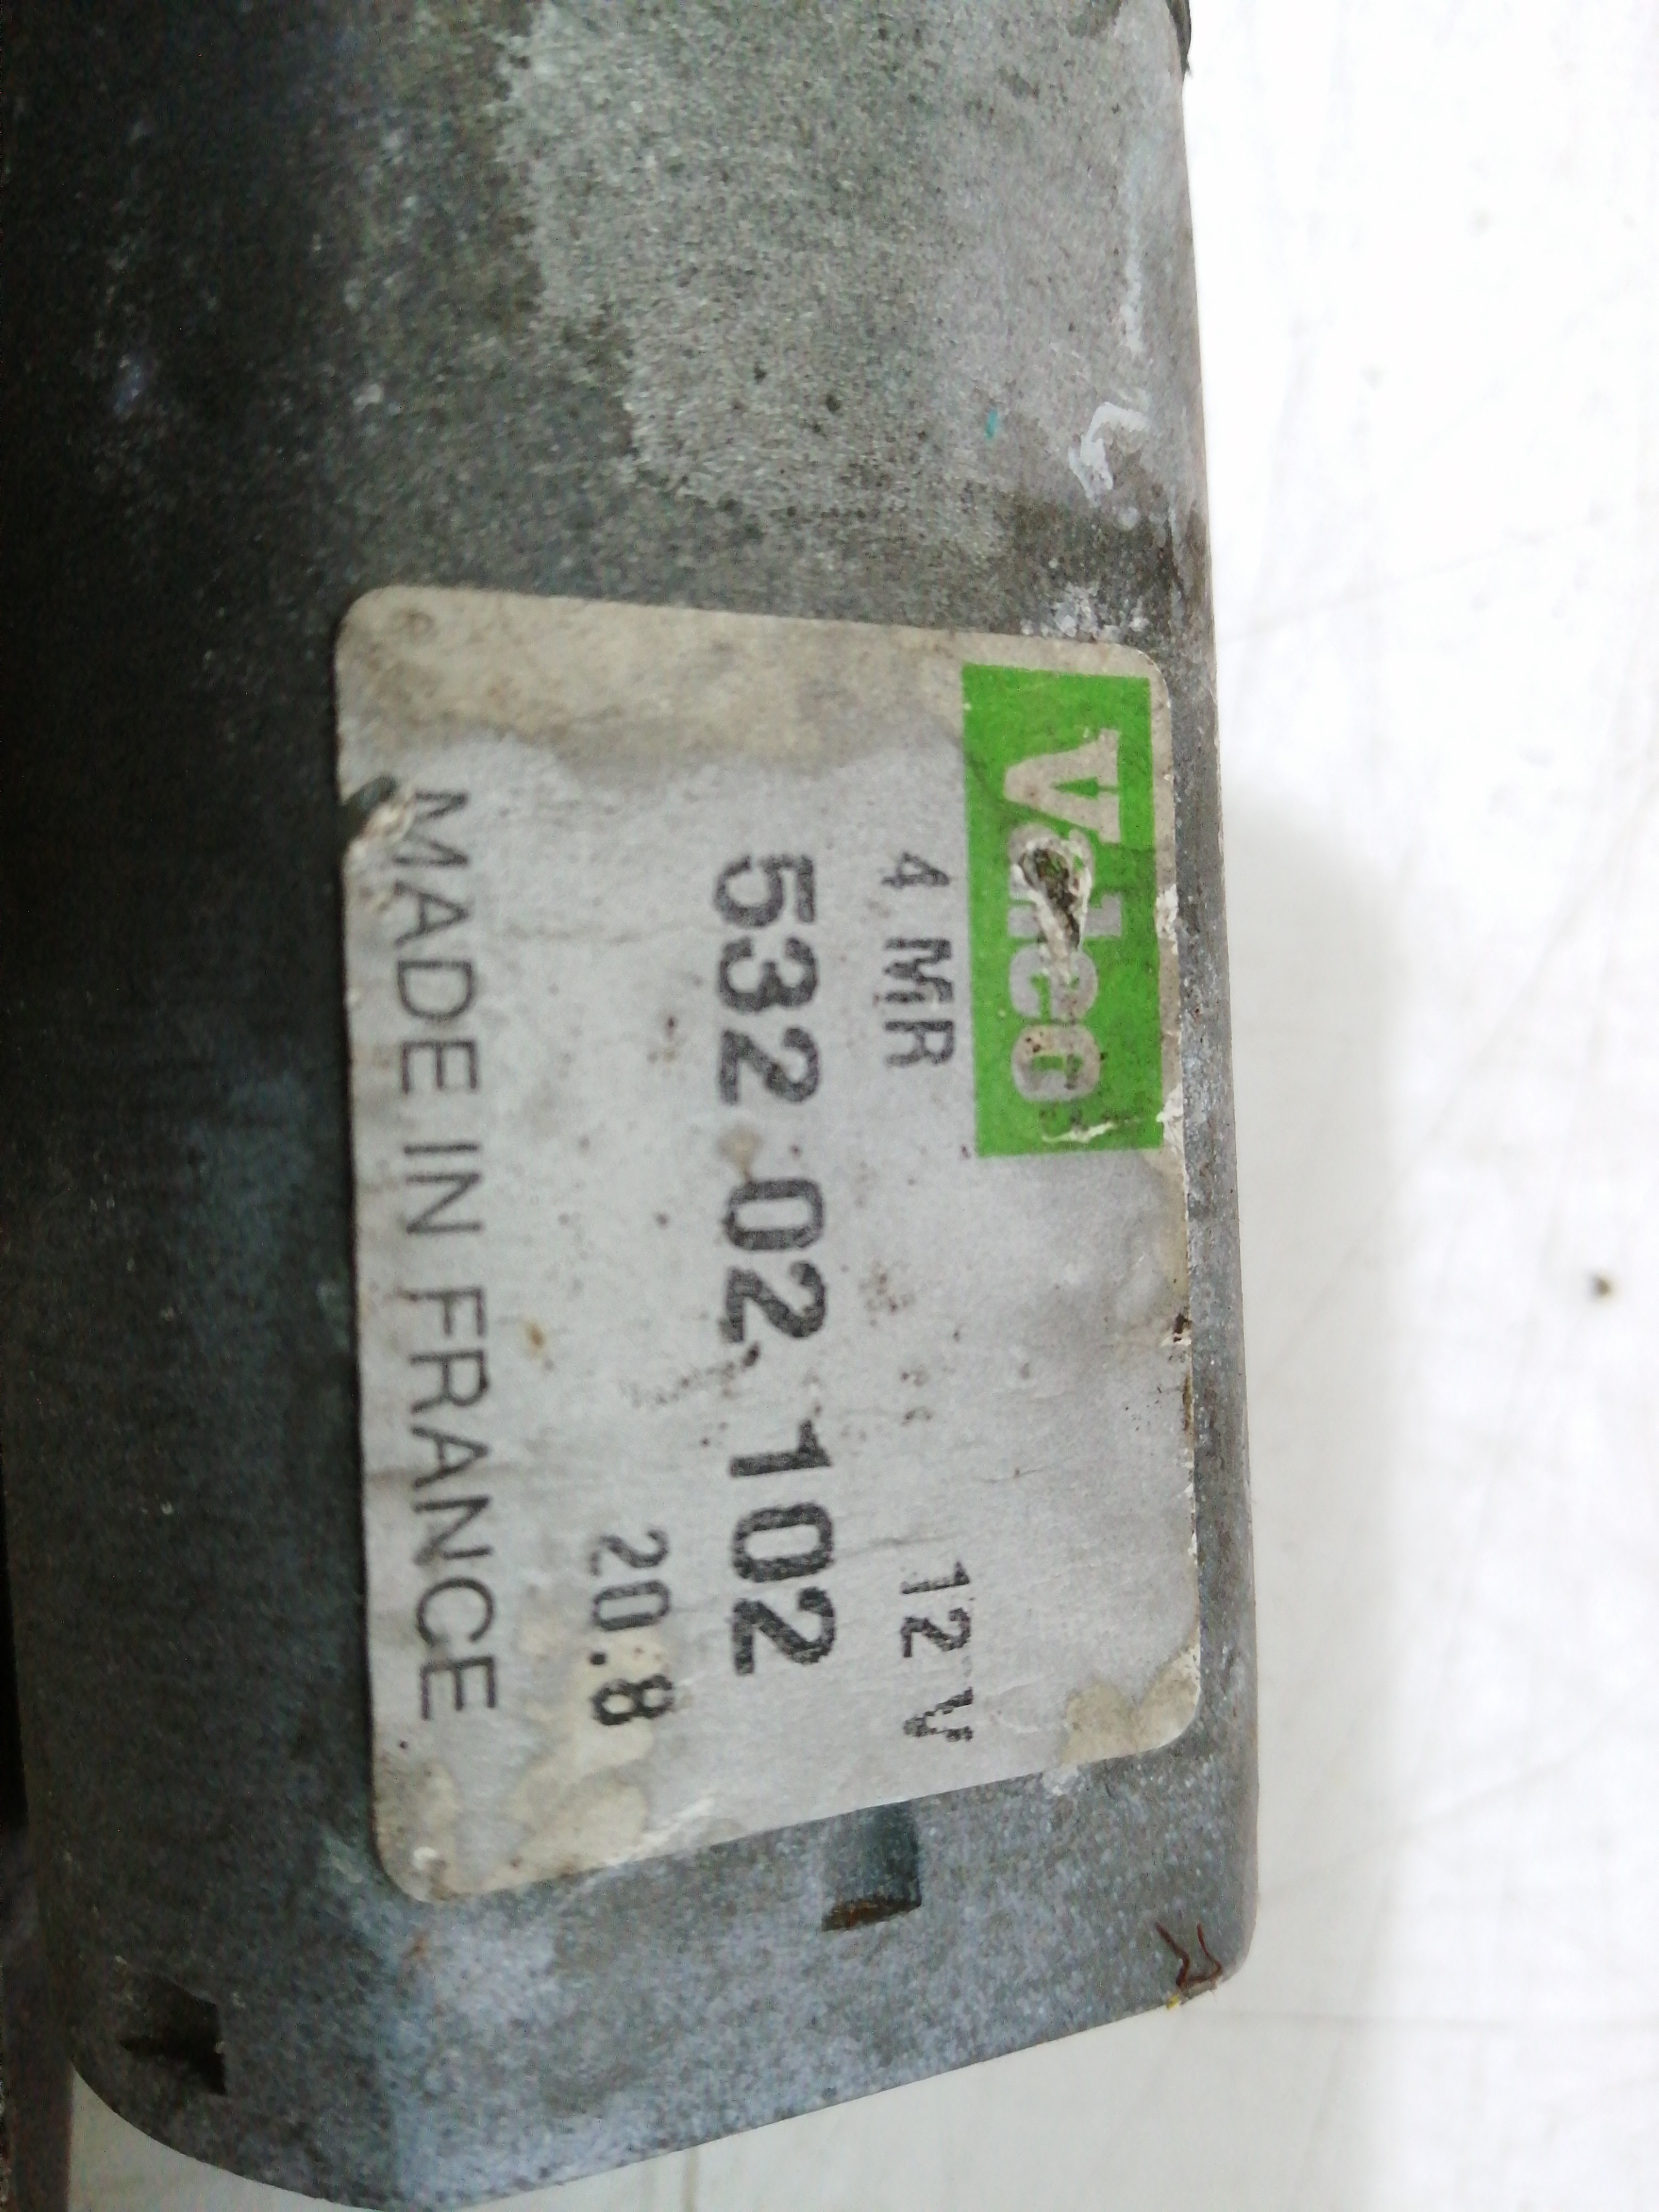 Valeo
4 MR 12 V
532 02 102
20.8
MADE IN FRANCE